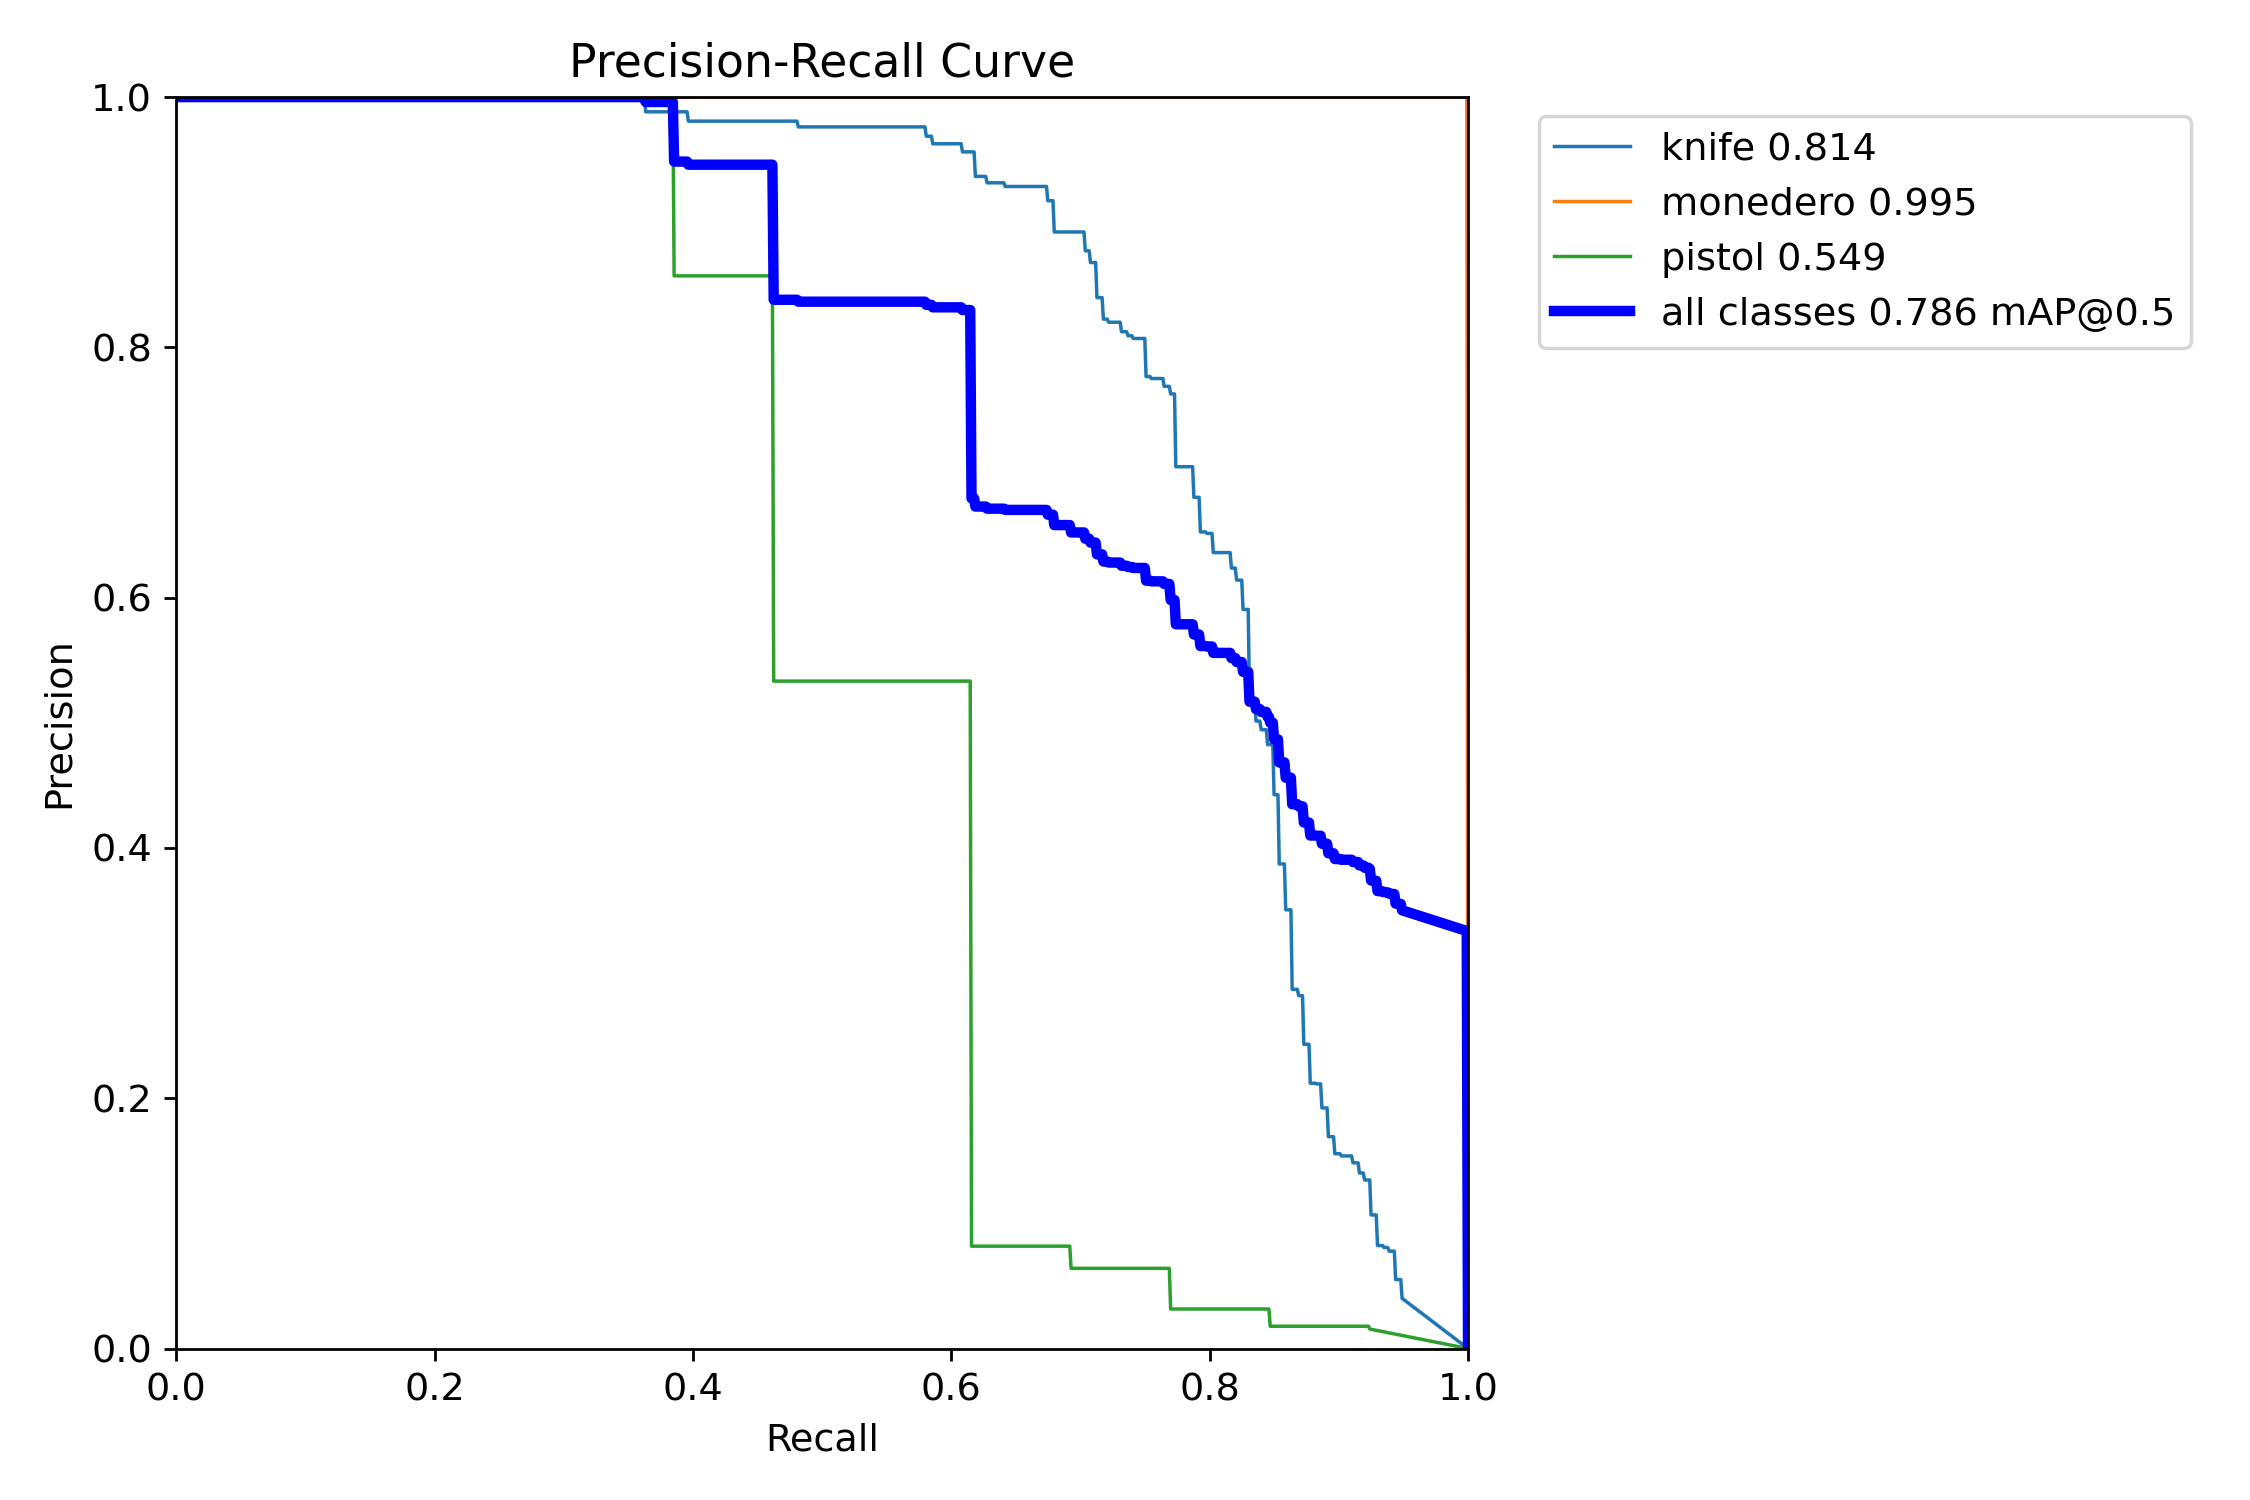 Precision-Recall Curve
1.0
0.8
0.6
0.4
0.2
0.0
Precision
0.0 0.2 0.4 0.6 0.8 1.0
Recall
knife 0.814
monedero 0.995
pistol 0.549
all classes 0.786 mAP@0.5